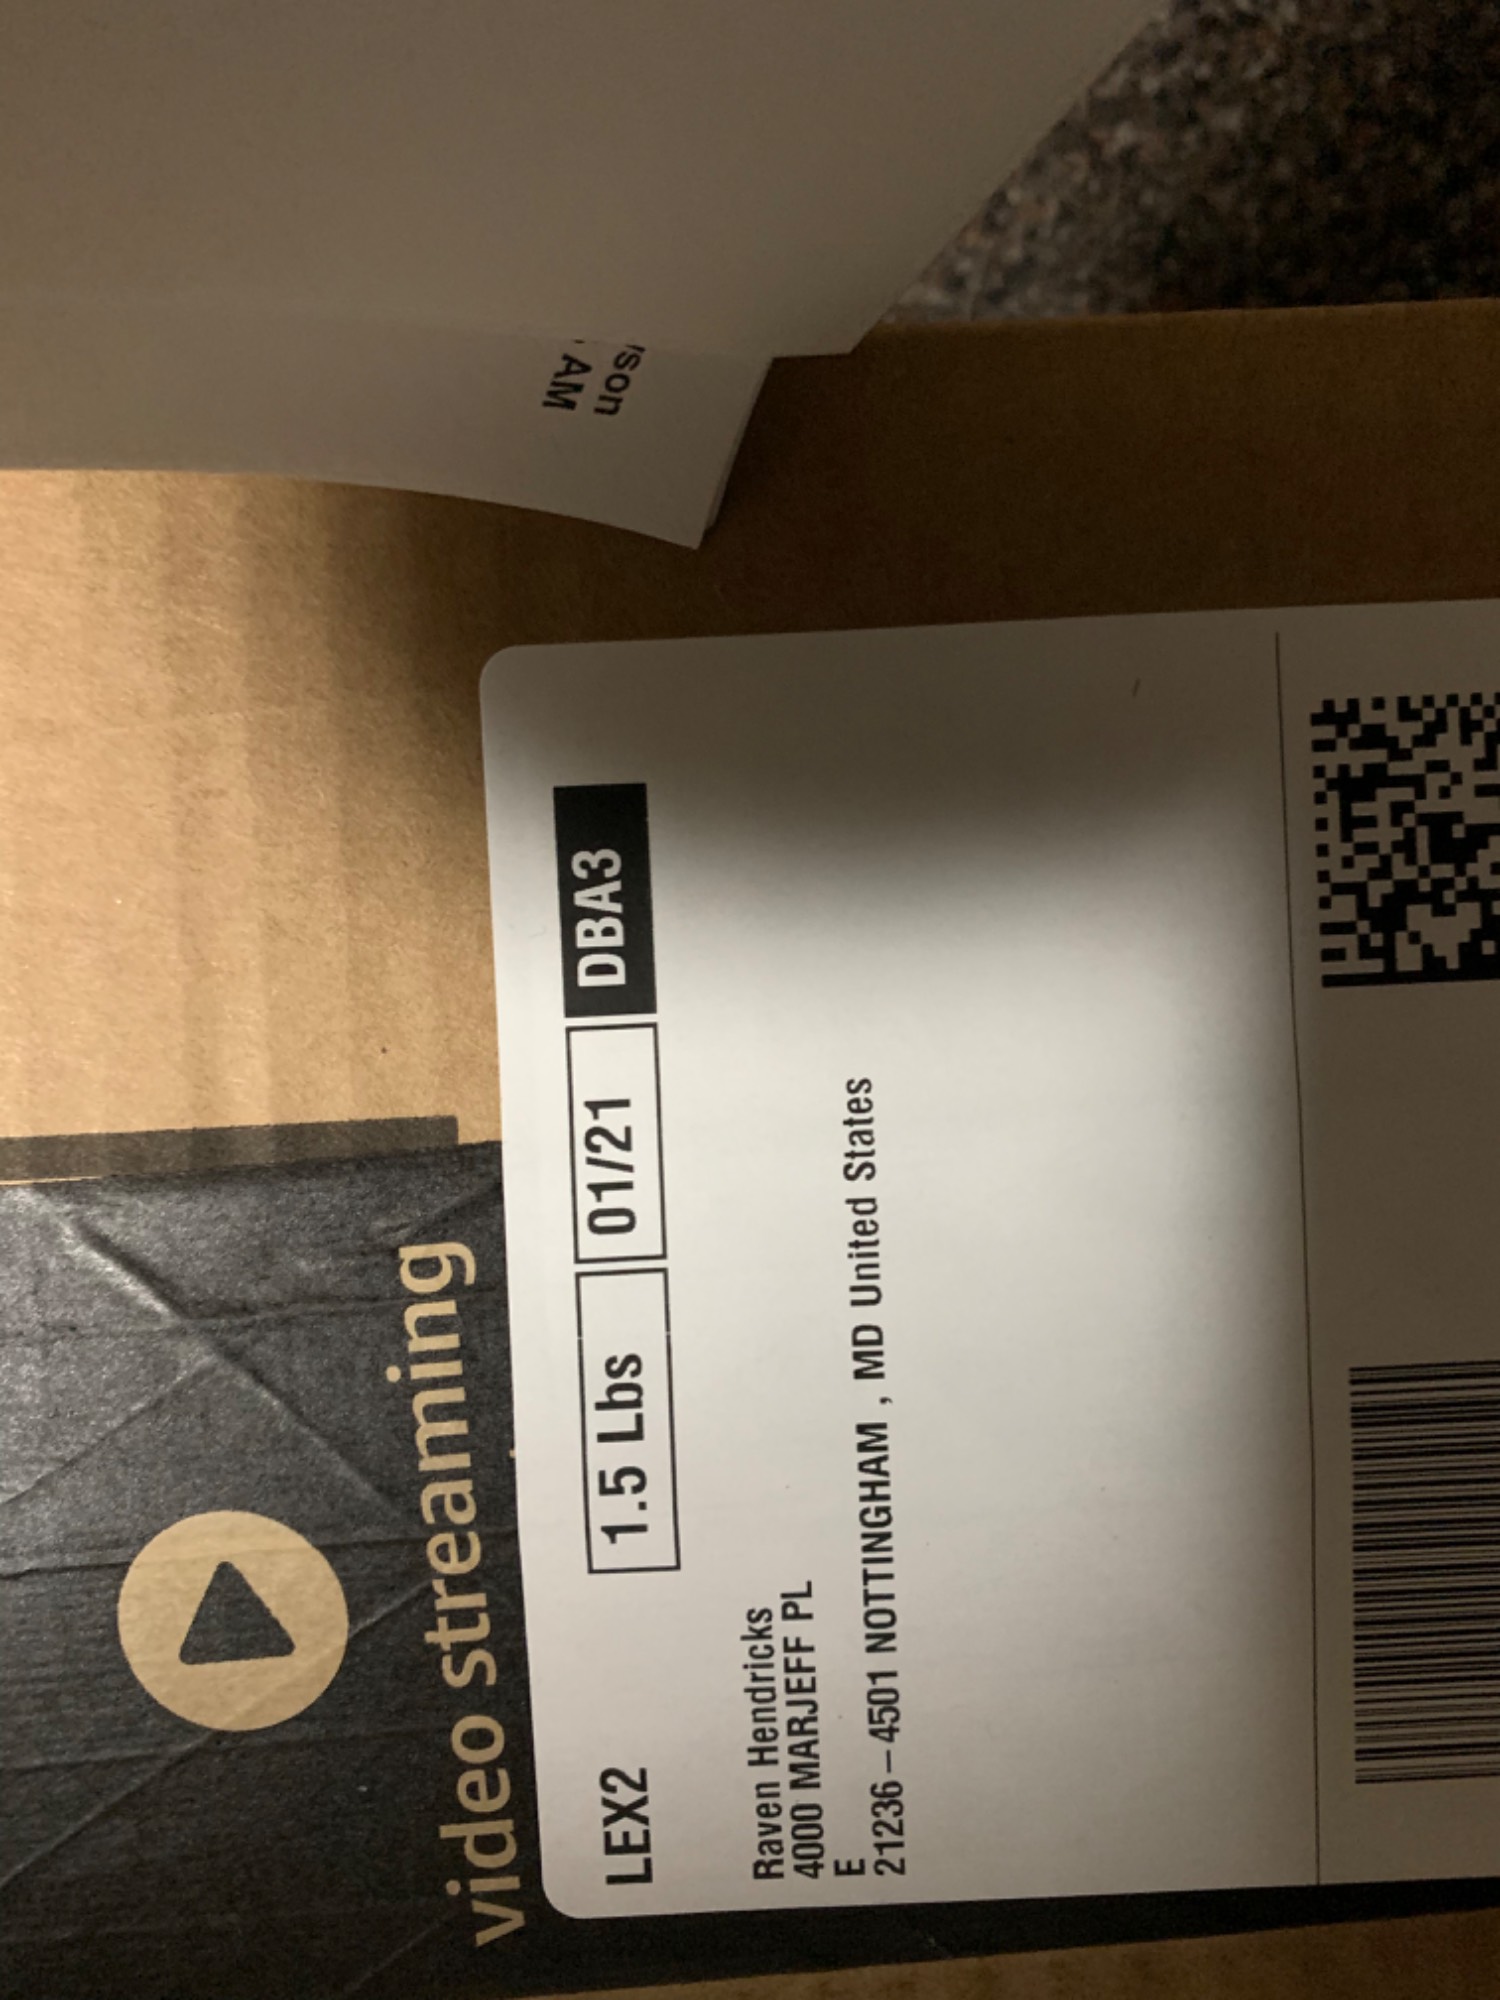 LEX2 1.5 Lbs 01/21 DBA3
Raven Hendricks
4000 MARJEFF PL
E
21236-4501 NOTTINGHAM , MD United States
video streaming
AM